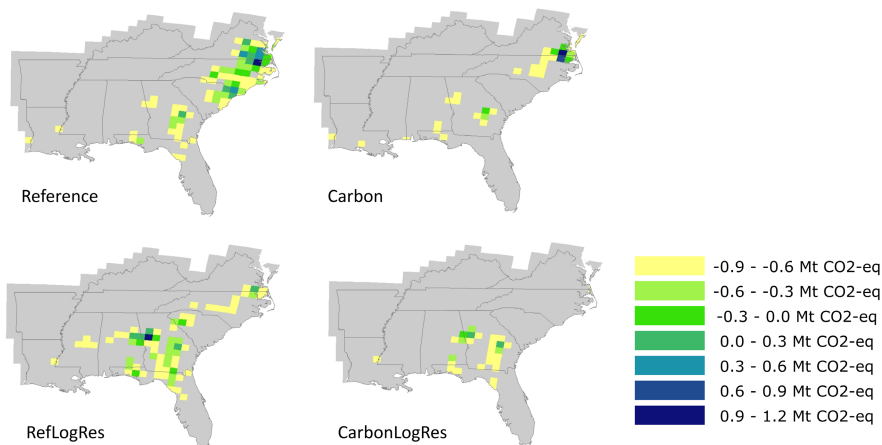 Reference
Carbon
RefLogRes
CarbonLogRes
-0.9 - -0.6 Mt CO2-eq
-0.6 - -0.3 Mt CO2-eq
-0.3 - 0.0 Mt CO2-eq
0.0 - 0.3 Mt CO2-eq
0.3 - 0.6 Mt CO2-eq
0.6 - 0.9 Mt CO2-eq
0.9 - 1.2 Mt CO2-eq